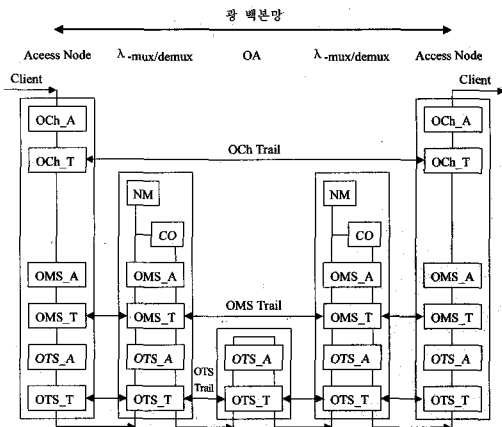 광 백본망
Aceess Node λ-mux/demux OA λ-mux/demux Access Node
Client Client
OCh_A OCh_A
OCh_T OCh Trail OCh_T
NM NM
CO CO
OMS_A OMS_A OMS_A OMS_A
OMS_T OMS_T OMS Trail OMS_T OMS_T
OTS_A OTS_A OTS Trail OTS_A OTS_A OTS_A
OTS_T OTS_T OTS_T OTS_T OTS_T